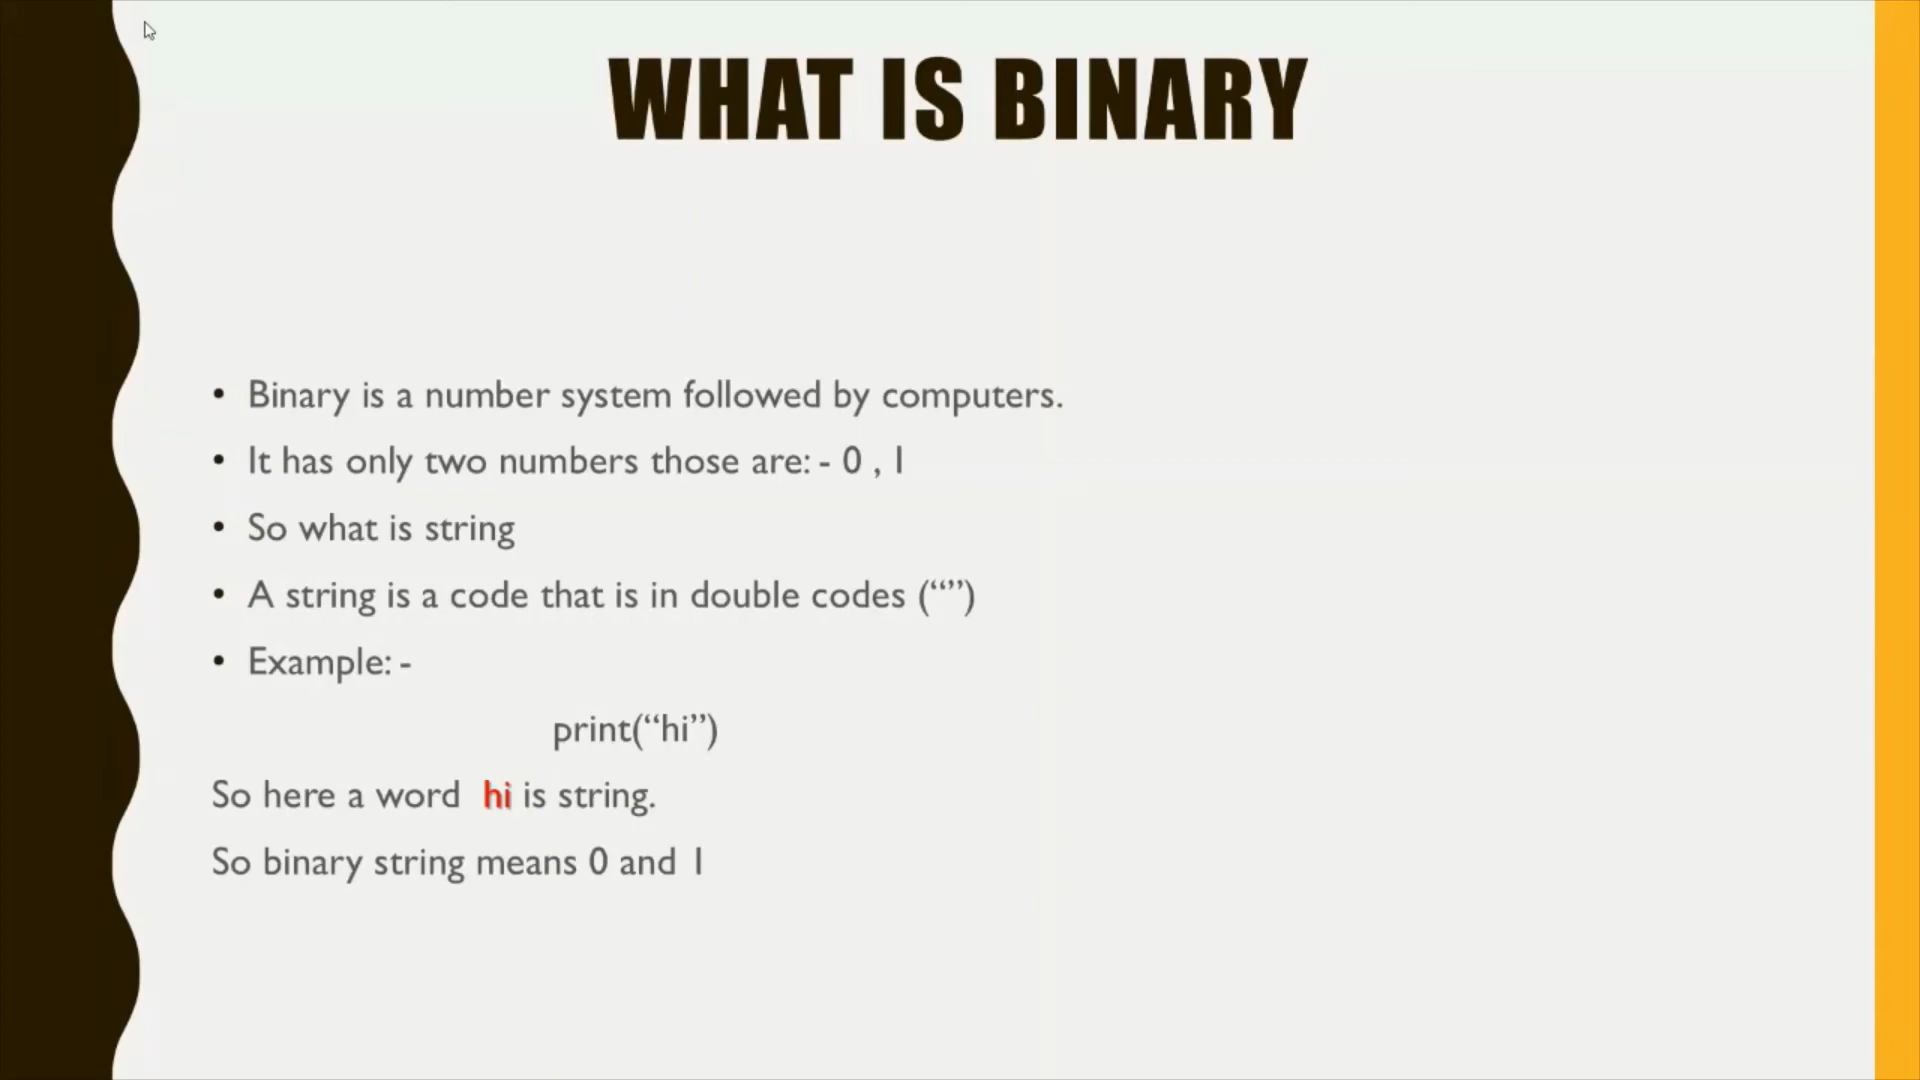 WHAT IS BINARY
• Binary is a number system followed by computers.
• It has only two numbers those are: - 0 , 1
• So what is string
• A string is a code that is in double codes (“”)
• Example: -
print(“hi”)
So here a word hi is string.
So binary string means 0 and 1